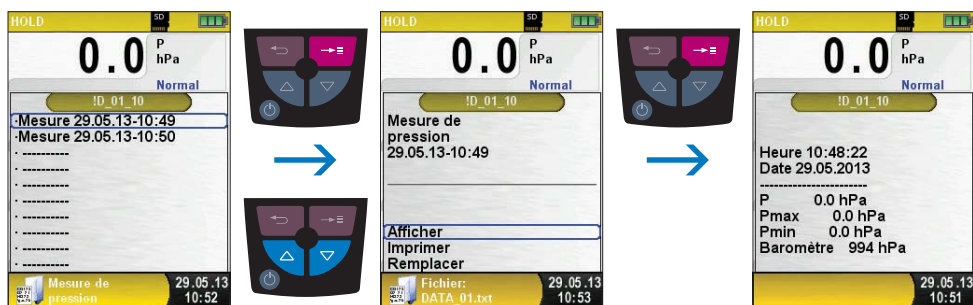 HOLD
SD
0.0
P
hPa
Normal
!D_01_10
·Mesure 29.05.13-10:49
·Mesure 29.05.13-10:50
· ----------
· ----------
· ----------
· ----------
· ----------
· ----------
· ----------
Mesure de
pression
29.05.13
10:52
HOLD
SD
0.0
P
hPa
Normal
!D_01_10
Mesure de
pression
29.05.13-10:49
Afficher
Imprimer
Remplacer
Fichier:
DATA_01.txt
29.05.13
10:53
HOLD
SD
0.0
P
hPa
Normal
!D_01_10
Heure 10:48:22
Date 29.05.2013
-----------------------
P 0.0 hPa
Pmax 0.0 hPa
Pmin 0.0 hPa
Baromètre 994 hPa
29.05.13
10:51